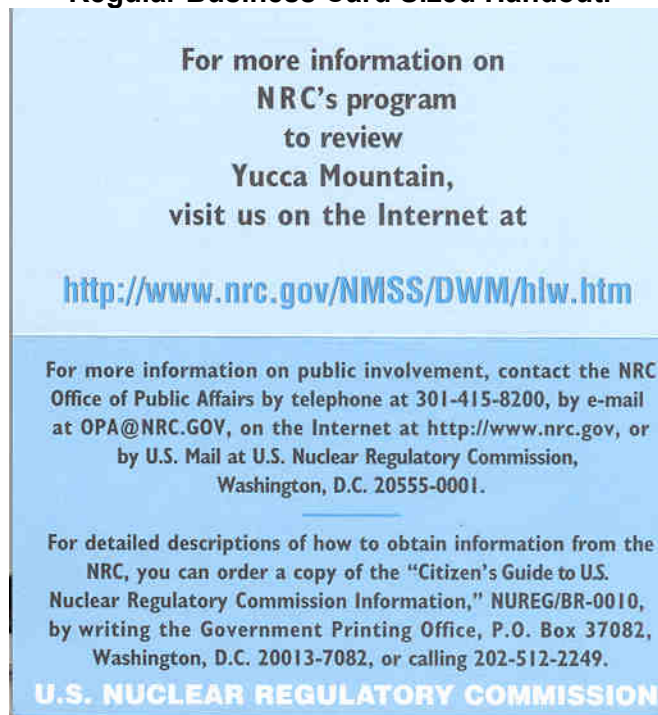 Regular Business Card Sized Handout.
For more information on
NRC's program
to review
Yucca Mountain,
visit us on the Internet at
http://www.nrc.gov/NMSS/DWM/hlw.htm
For more information on public involvement, contact the NRC
Office of Public Affairs by telephone at 301-415-8200, by e-mail
at OPA@NRC.GOV, on the Internet at http://www.nrc.gov, or
by U.S. Mail at U.S. Nuclear Regulatory Commission,
Washington, D.C. 20555-0001.
For detailed descriptions of how to obtain information from the
NRC, you can order a copy of the “Citizen's Guide to U.S.
Nuclear Regulatory Commission Information,” NUREG/BR-0010,
by writing the Government Printing Office, P.O. Box 37082,
Washington, D.C. 20013-7082, or calling 202-512-2249.
U.S. NUCLEAR REGULATORY COMMISSION